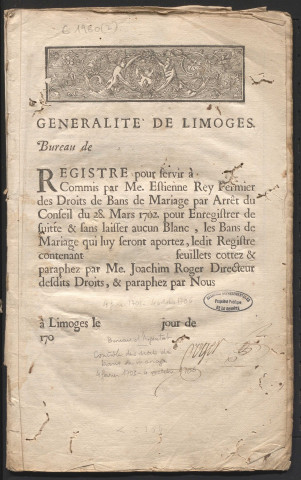 GENERALITE DE LIMOGES.
Bureau de
REGISTRE pour servir à
Commis par Me. Estienne Rey Fermier
des Droits de Bans de Mariage par Arrêt du
Conseil du 28. Mars 1702. pour Enregistrer de
suitte & sans laisser aucun Blanc, les Bans de
Mariage qui luy seront aportez, ledit Registre
contenant feuillets cottez &
paraphez par Me. Joachim Roger Directeur
desdits Droits, & paraphez par Nous
à Limoges le jour de
170
roger